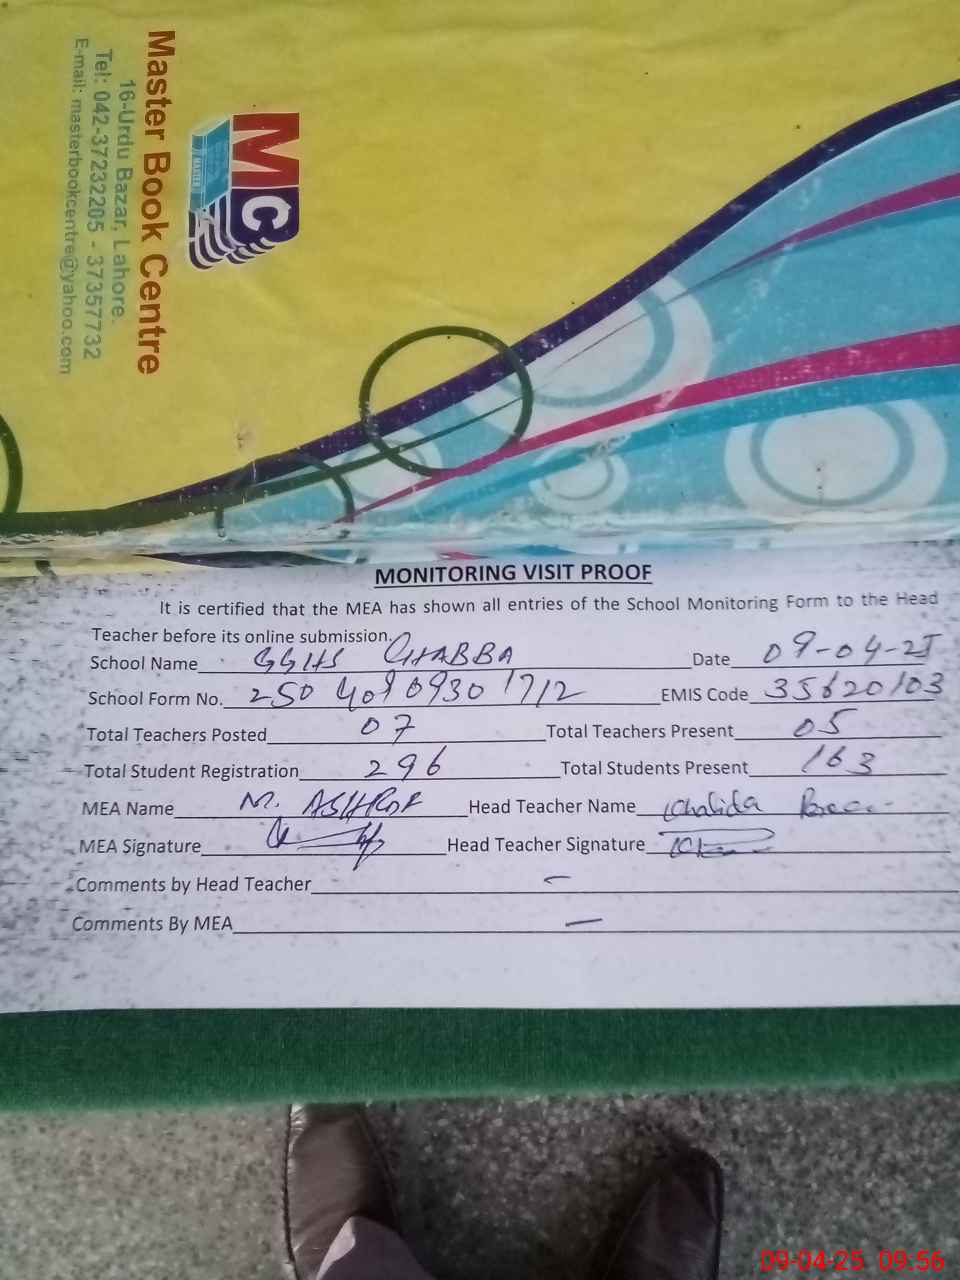 Master Book Centre
16-Urdu Bazar, Lahore.
Tel: 042-37232205 - 37357732
E-mail: masterbookcentre@yahoo.com
MC
MASTER
MONITORING VISIT PROOF
It is certified that the MEA has shown all entries of the School Monitoring Form to the Head
Teacher before its online submission.
School Name GGHS CHABBA Date 09-04-25
School Form No. 250 409 0930 1712 EMIS Code 35620103
Total Teachers Posted 07 Total Teachers Present 05
Total Student Registration 296 Total Students Present 163
MEA Name M. ASHRAF Head Teacher Name Khalida
MEA Signature Head Teacher Signature
Comments by Head Teacher —
Comments By MEA —
09-04-25 09:56